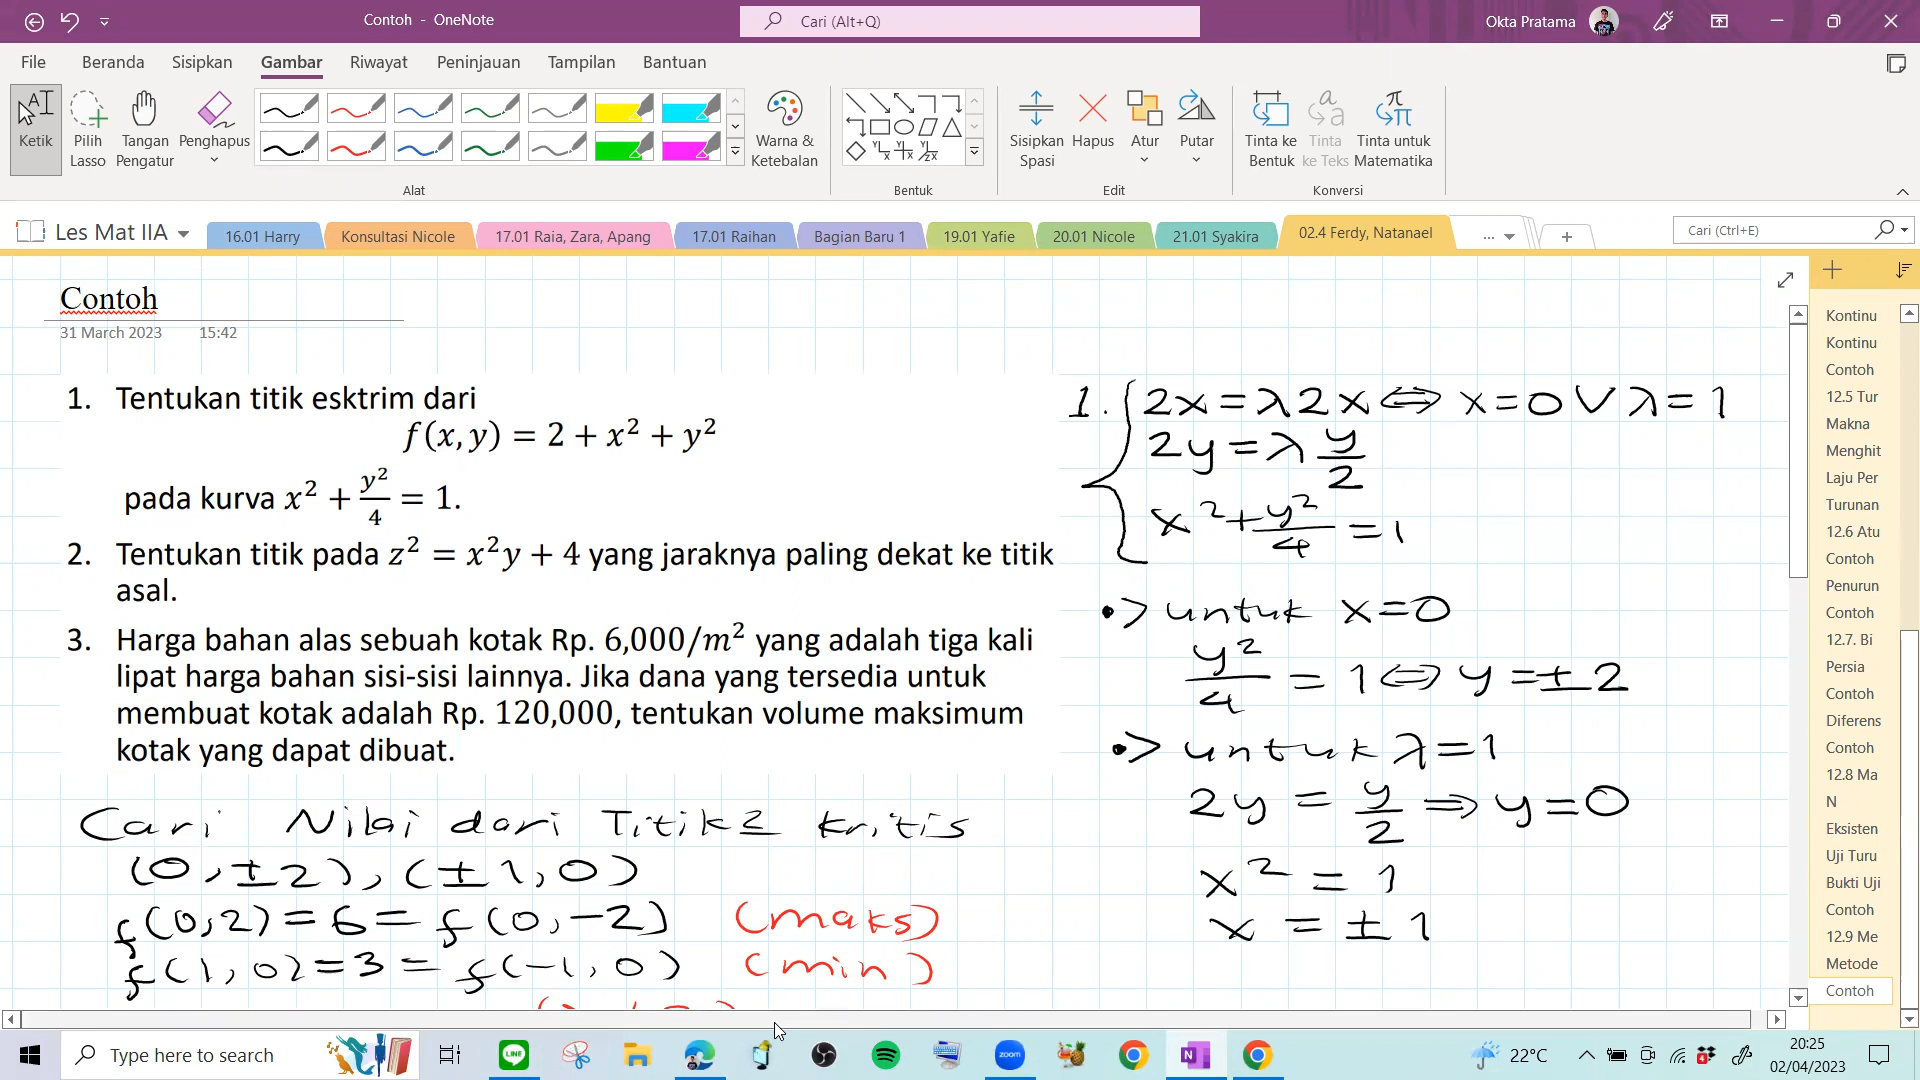 Contoh - OneNote
Cari (Alt+Q)
Okta Pratama
File Beranda Sisipkan Gambar Riwayat Peninjauan Tampilan Bantuan
Ketik
Pilih Lasso
Tangan Pengatur
Penghapus
Warna & Ketebalan
Sisipkan Spasi
Hapus
Atur
Putar
Tinta ke Bentuk
Tinta ke Teks
Tinta untuk Matematika
Alat
Bentuk
Edit
Konversi
Les Mat IIA
16.01 Harry
Konsultasi Nicole
17.01 Raia, Zara, Apang
17.01 Raihan
Bagian Baru 1
19.01 Yafie
20.01 Nicole
21.01 Syakira
02.4 Ferdy, Natanael
...
Cari (Ctrl+E)
Contoh
31 March 2023 15:42
1. Tentukan titik esktrim dari
f(x, y) = 2 + x² + y²
pada kurva x² + y²/4 = 1.
2. Tentukan titik pada z² = x²y + 4 yang jaraknya paling dekat ke titik
asal.
3. Harga bahan alas sebuah kotak Rp. 6,000/m² yang adalah tiga kali
lipat harga bahan sisi-sisi lainnya. Jika dana yang tersedia untuk
membuat kotak adalah Rp. 120,000, tentukan volume maksimum
kotak yang dapat dibuat.
Cari Nilai dari Titik2 kritis
(0, ±2), (±1, 0)
f(0,2) = 6 = f(0, -2) (maks)
f(1, 0) = 3 = f(-1, 0) (min)
1. { 2x = λ2x ⇔ x=0 ∨ λ = 1
2y = λ y/2
x² + y²/4 = 1
•> untuk x=0
y²/4 = 1 ⇔ y = ±2
•> untuk λ=1
2y = y/2 ⇒ y=0
x² = 1
x = ±1
Kontinu
Kontinu
Contoh
12.5 Tur
Makna
Menghit
Laju Per
Turunan
12.6 Atu
Contoh
Penurun
Contoh
12.7. Bi
Persia
Contoh
Diferens
Contoh
12.8 Ma
N
Eksisten
Uji Turu
Bukti Uji
Contoh
12.9 Me
Metode
Contoh
Type here to search
LINE
zoom
22°C
20:25
02/04/2023